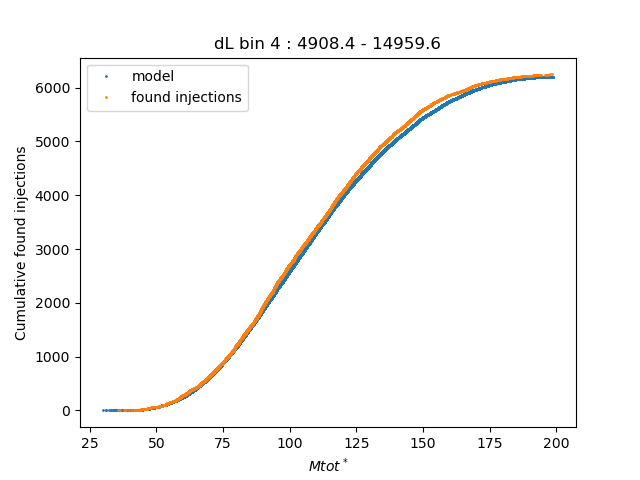 dL bin 4 : 4908.4 - 14959.6
model
found injections
Cumulative found injections
6000
5000
4000
3000
2000
1000
0
25 50 75 100 125 150 175 200
Mtot*